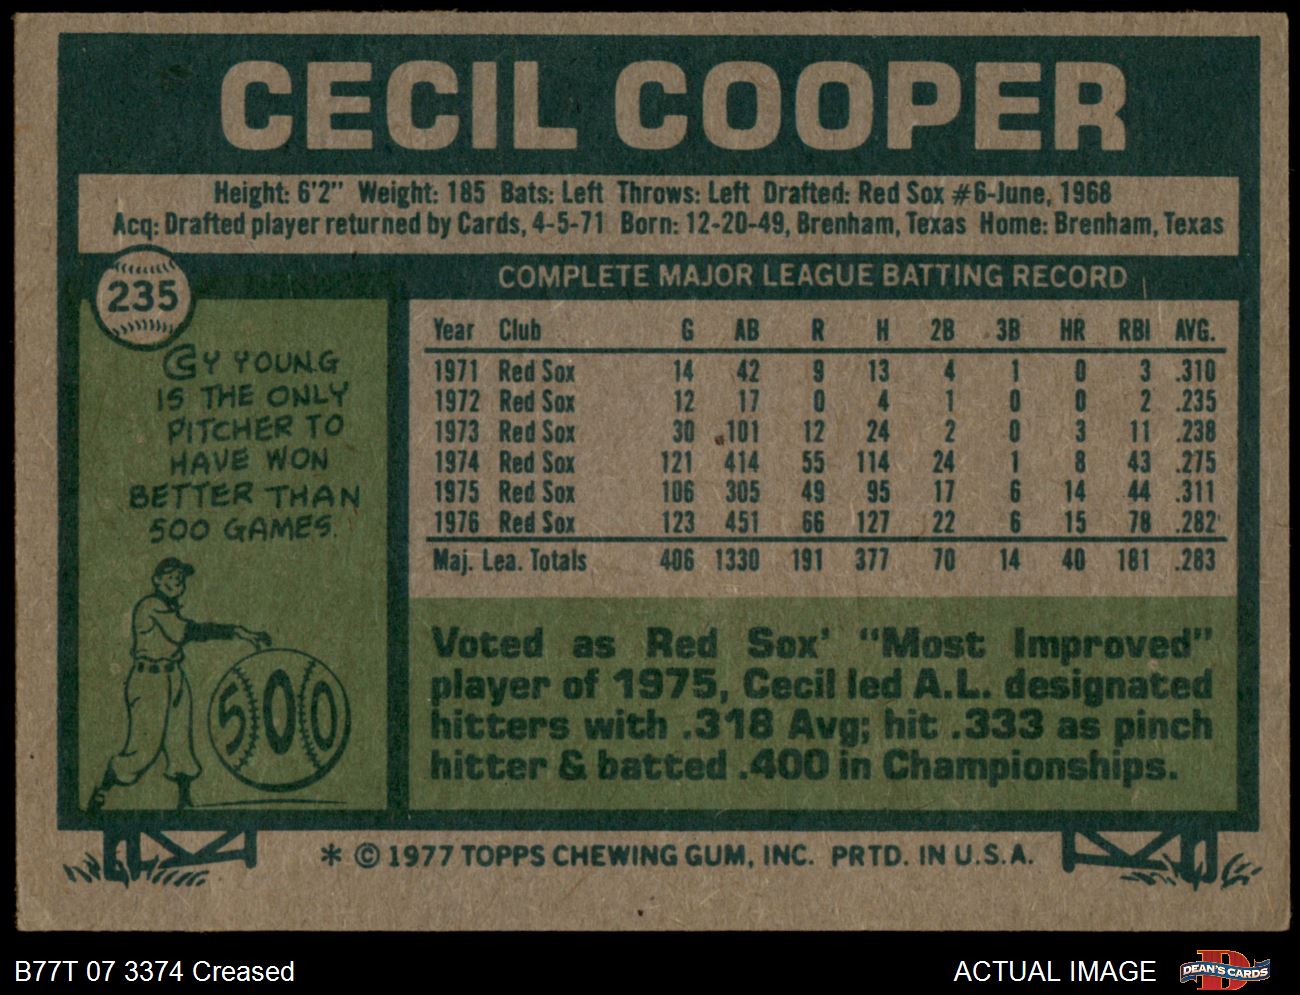 CECIL COOPER
Height: 6'2" Weight: 185 Bats: Left Throws: Left Drafted: Red Sox #6-June, 1968
Acq: Drafted player returned by Cards, 4-5-71 Born: 12-20-49, Brenham, Texas Home: Brenham, Texas
235
CY YOUNG
IS THE ONLY
PITCHER TO
HAVE WON
BETTER THAN
500 GAMES.
500
COMPLETE MAJOR LEAGUE BATTING RECORD
Year Club G AB R H 2B 3B HR RBI AVG.
1971 Red Sox 14 42 9 13 4 1 0 3 .310
1972 Red Sox 12 17 0 4 1 0 0 2 .235
1973 Red Sox 30 101 12 24 2 0 3 11 .238
1974 Red Sox 121 414 55 114 24 1 8 43 .275
1975 Red Sox 106 305 49 95 17 6 14 44 .311
1976 Red Sox 123 451 66 127 22 6 15 78 .282
Maj. Lea. Totals 406 1330 191 377 70 14 40 181 .283
Voted as Red Sox' "Most Improved"
player of 1975, Cecil led A.L. designated
hitters with .318 Avg; hit .333 as pinch
hitter & batted .400 in Championships.
* © 1977 TOPPS CHEWING GUM, INC. PRTD. IN U.S.A.
B77T 07 3374 Creased
ACTUAL IMAGE
DEAN'S CARDS